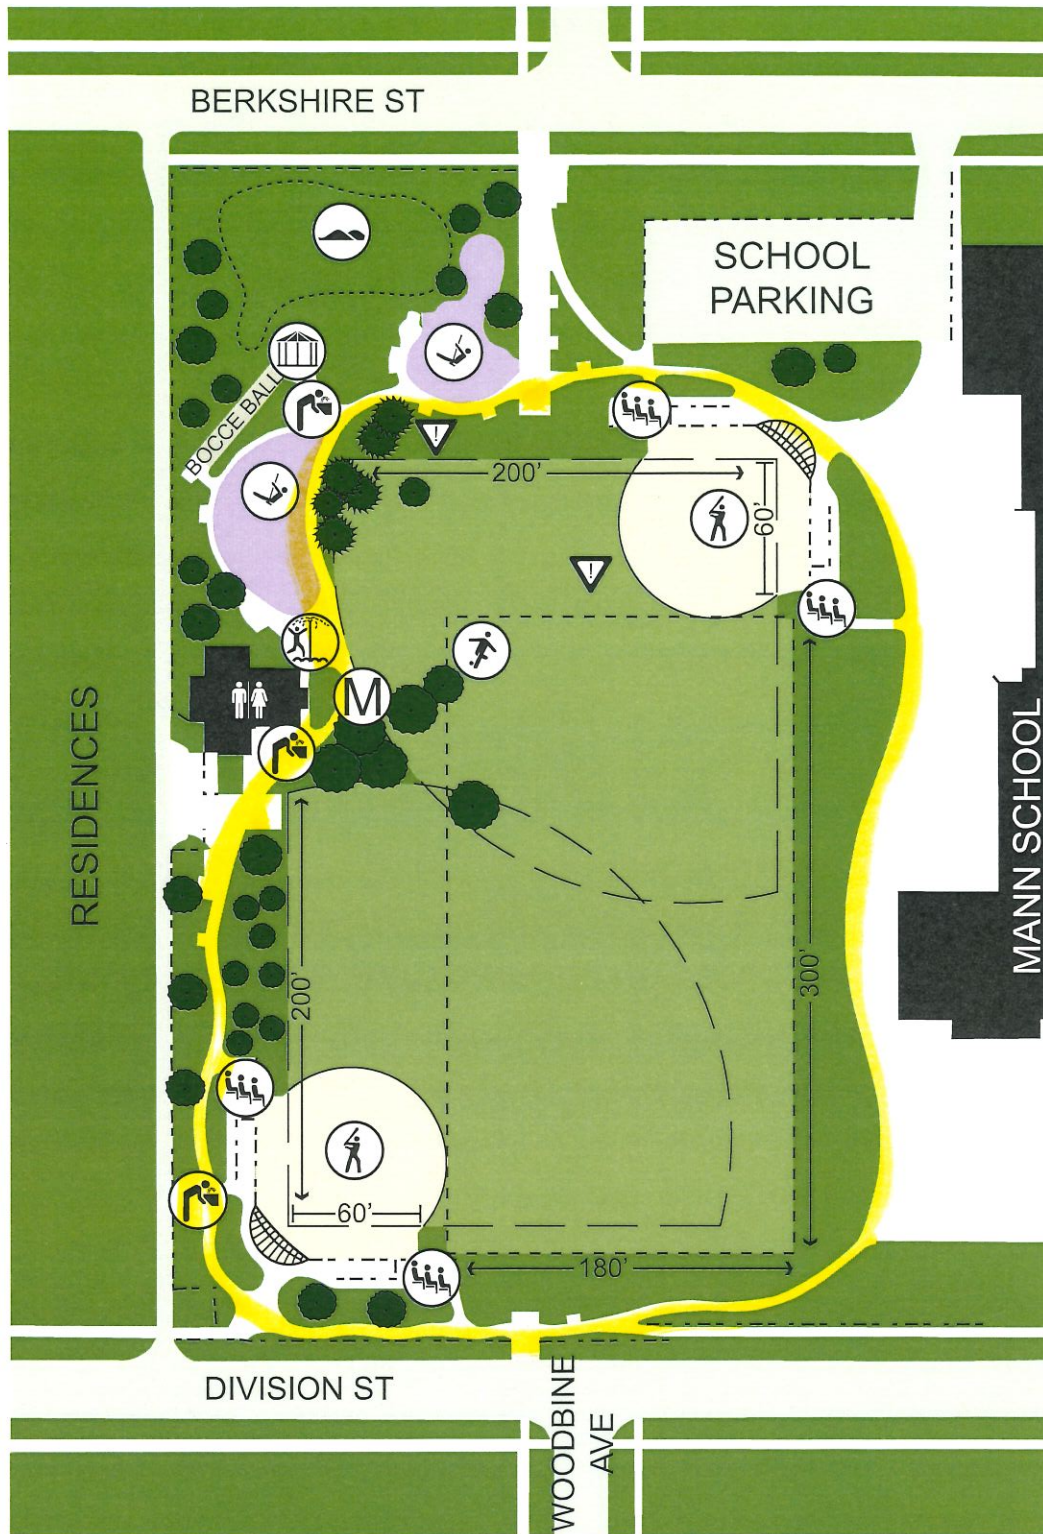 BERKSHIRE ST
SCHOOL
PARKING
BOCCE BALL
!
200'
60'
!
M
RESIDENCES
MANN SCHOOL
200'
300'
60'
180'
DIVISION ST
WOODBINE
AVE